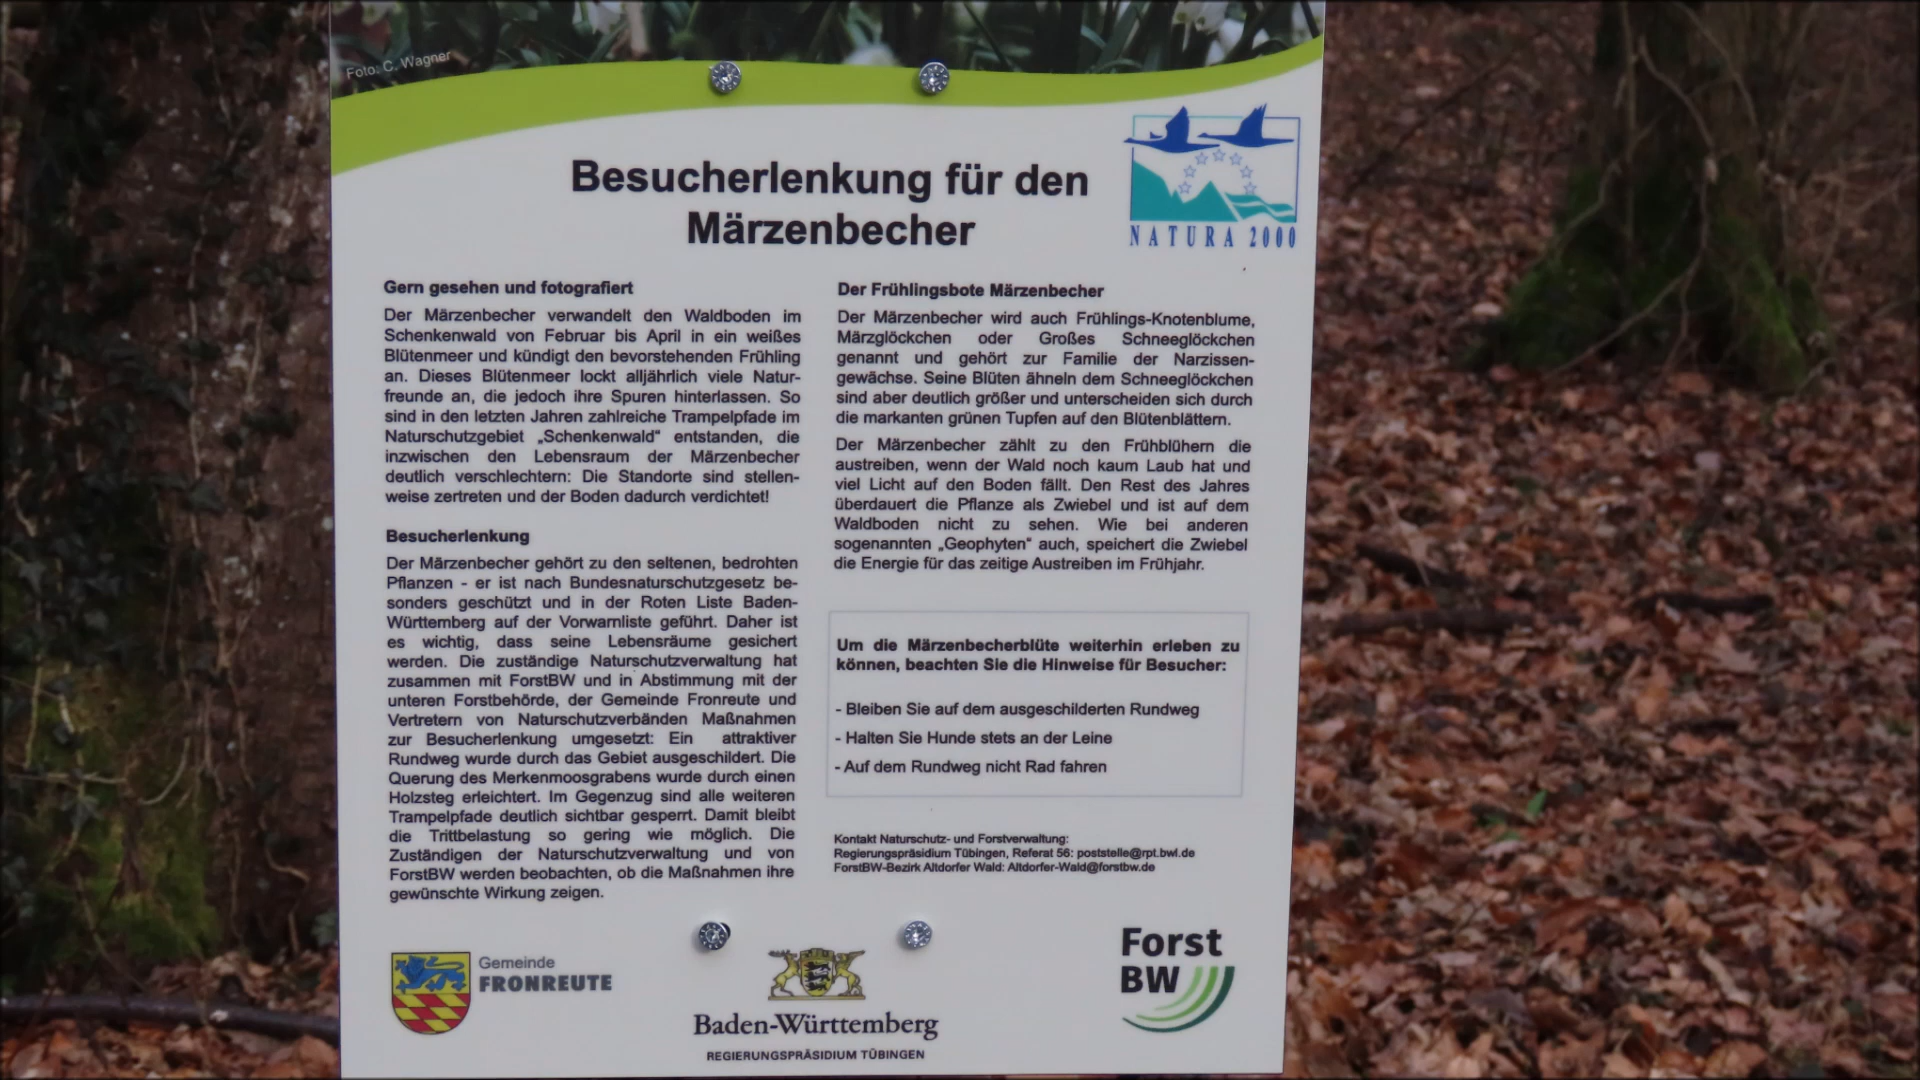 Foto: C. Wagner
Besucherlenkung für den
Märzenbecher
NATURA 2000
Gern gesehen und fotografiert
Der Märzenbecher verwandelt den Waldboden im
Schenkenwald von Februar bis April in ein weißes
Blütenmeer und kündigt den bevorstehenden Frühling
an. Dieses Blütenmeer lockt alljährlich viele Natur-
freunde an, die jedoch ihre Spuren hinterlassen. So
sind in den letzten Jahren zahlreiche Trampelpfade im
Naturschutzgebiet „Schenkenwald“ entstanden, die
inzwischen den Lebensraum der Märzenbecher
deutlich verschlechtern: Die Standorte sind stellen-
weise zertreten und der Boden dadurch verdichtet!
Besucherlenkung
Der Märzenbecher gehört zu den seltenen, bedrohten
Pflanzen - er ist nach Bundesnaturschutzgesetz be-
sonders geschützt und in der Roten Liste Baden-
Württemberg auf der Vorwarnliste geführt. Daher ist
es wichtig, dass seine Lebensräume gesichert
werden. Die zuständige Naturschutzverwaltung hat
zusammen mit ForstBW und in Abstimmung mit der
unteren Forstbehörde, der Gemeinde Fronreute und
Vertretern von Naturschutzverbänden Maßnahmen
zur Besucherlenkung umgesetzt: Ein attraktiver
Rundweg wurde durch das Gebiet ausgeschildert. Die
Querung des Merkenmoosgrabens wurde durch einen
Holzsteg erleichtert. Im Gegenzug sind alle weiteren
Trampelpfade deutlich sichtbar gesperrt. Damit bleibt
die Trittbelastung so gering wie möglich. Die
Zuständigen der Naturschutzverwaltung und von
ForstBW werden beobachten, ob die Maßnahmen ihre
gewünschte Wirkung zeigen.
Der Frühlingsbote Märzenbecher
Der Märzenbecher wird auch Frühlings-Knotenblume,
Märzglöckchen oder Großes Schneeglöckchen
genannt und gehört zur Familie der Narzissen-
gewächse. Seine Blüten ähneln dem Schneeglöckchen
sind aber deutlich größer und unterscheiden sich durch
die markanten grünen Tupfen auf den Blütenblättern.
Der Märzenbecher zählt zu den Frühblühern die
austreiben, wenn der Wald noch kaum Laub hat und
viel Licht auf den Boden fällt. Den Rest des Jahres
überdauert die Pflanze als Zwiebel und ist auf dem
Waldboden nicht zu sehen. Wie bei anderen
sogenannten „Geophyten“ auch, speichert die Zwiebel
die Energie für das zeitige Austreiben im Frühjahr.
Um die Märzenbecherblüte weiterhin erleben zu
können, beachten Sie die Hinweise für Besucher:
- Bleiben Sie auf dem ausgeschilderten Rundweg
- Halten Sie Hunde stets an der Leine
- Auf dem Rundweg nicht Rad fahren
Kontakt Naturschutz- und Forstverwaltung:
Regierungspräsidium Tübingen, Referat 56: poststelle@rpt.bwl.de
ForstBW-Bezirk Altdorfer Wald: Altdorfer-Wald@forstbw.de
Gemeinde
FRONREUTE
Baden-Württemberg
REGIERUNGSPRÄSIDIUM TÜBINGEN
Forst
BW